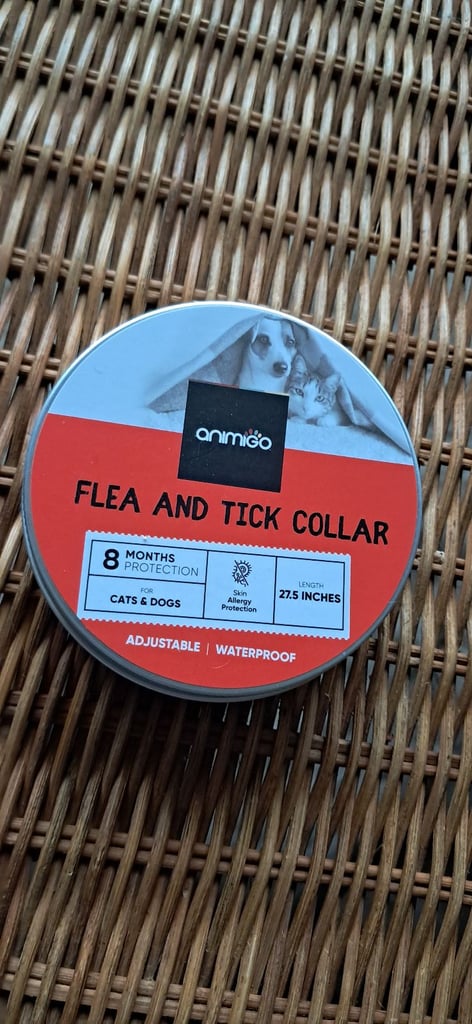 animigo
FLEA AND TICK COLLAR
8 MONTHS
PROTECTION
FOR
CATS & DOGS
Skin
Allergy
Protection
LENGTH
27.5 INCHES
ADJUSTABLE | WATERPROOF